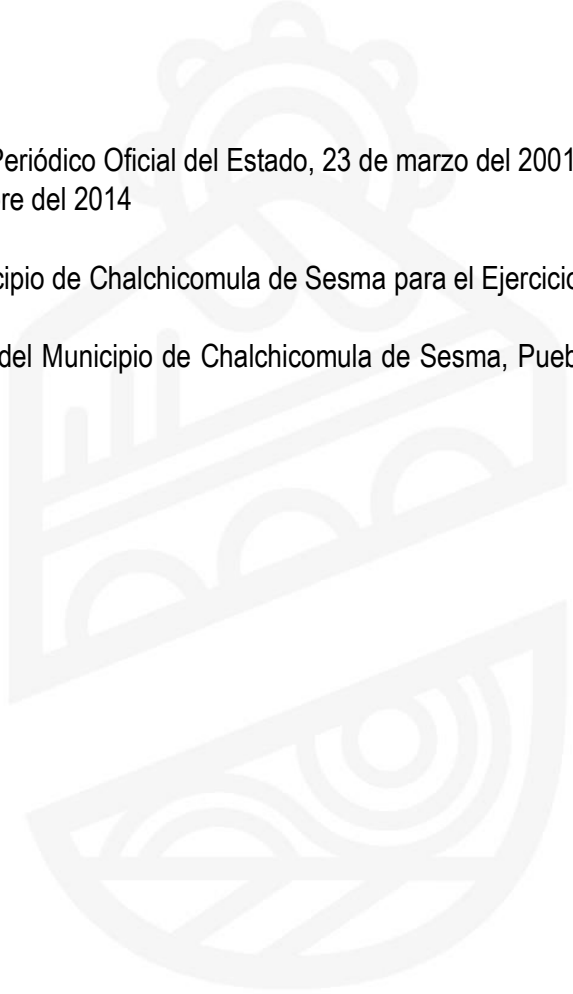 Periódico Oficial del Estado, 23 de marzo del 2001
re del 2014
cipio de Chalchicomula de Sesma para el Ejercicio
del Municipio de Chalchicomula de Sesma, Pueb